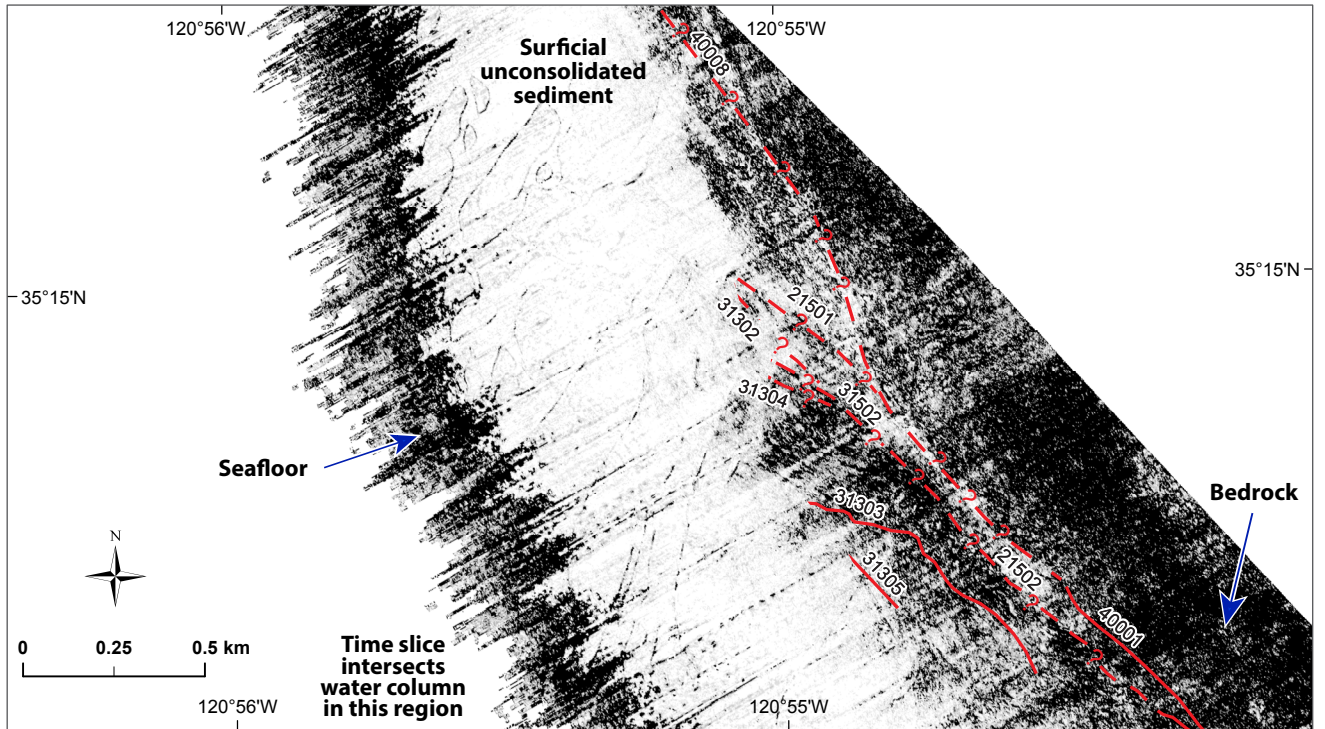 120°56'W
120°55'W
Surficial
unconsolidated
sediment
40008
?
?
?
?
?
35°15'N
35°15'N
21501
31302
?
?
?
?
?
31304
31502
?
?
?
?
Seafloor
Bedrock
31303
?
?
?
21502
?
31305
40001
?
N
0 0.25 0.5 km
Time slice
intersects
water column
in this region
120°56'W
120°55'W